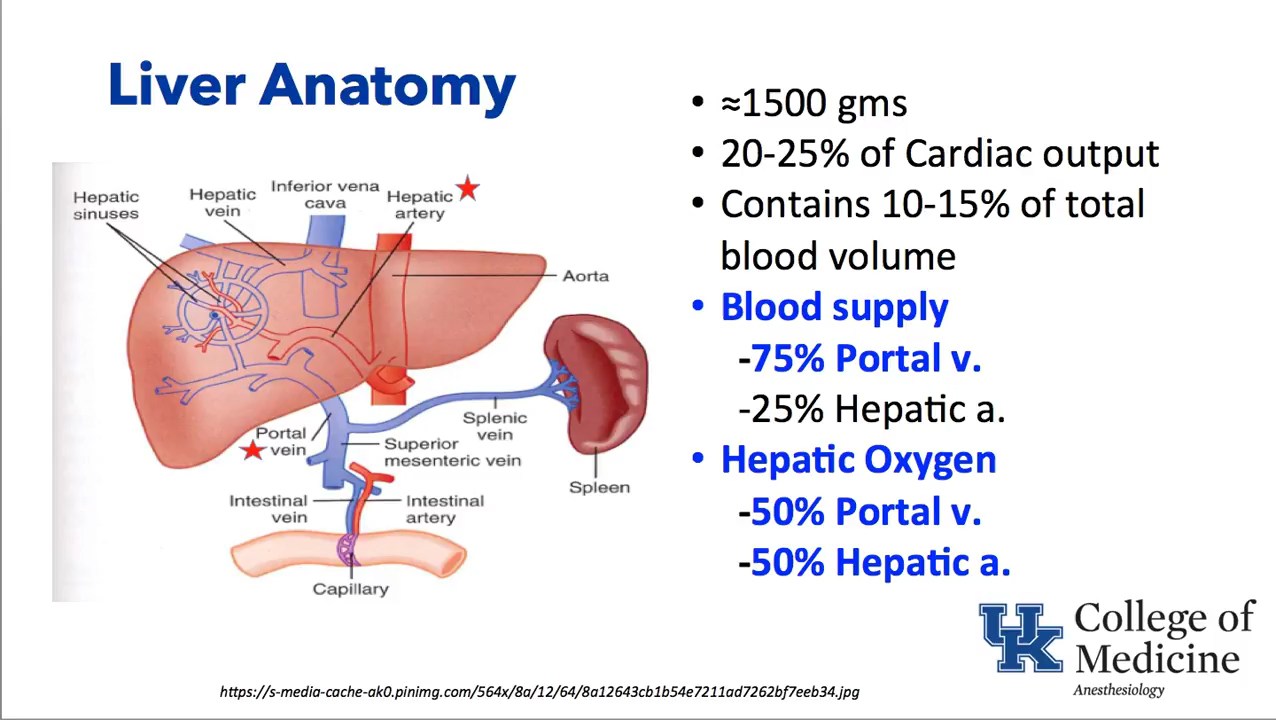 Liver Anatomy
Hepatic
sinuses
Hepatic
vein
Inferior vena
cava
Hepatic
artery
Aorta
Splenic
vein
Portal
vein
Superior
mesenteric vein
Spleen
Intestinal
vein
Intestinal
artery
Capillary
• ≈1500 gms
• 20-25% of Cardiac output
• Contains 10-15% of total
blood volume
• Blood supply
-75% Portal v.
-25% Hepatic a.
• Hepatic Oxygen
-50% Portal v.
-50% Hepatic a.
UK
College of
Medicine
Anesthesiology
https://s-media-cache-ak0.pinimg.com/564x/8a/12/64/8a12643cb1b54e7211ad7262bf7eeb34.jpg